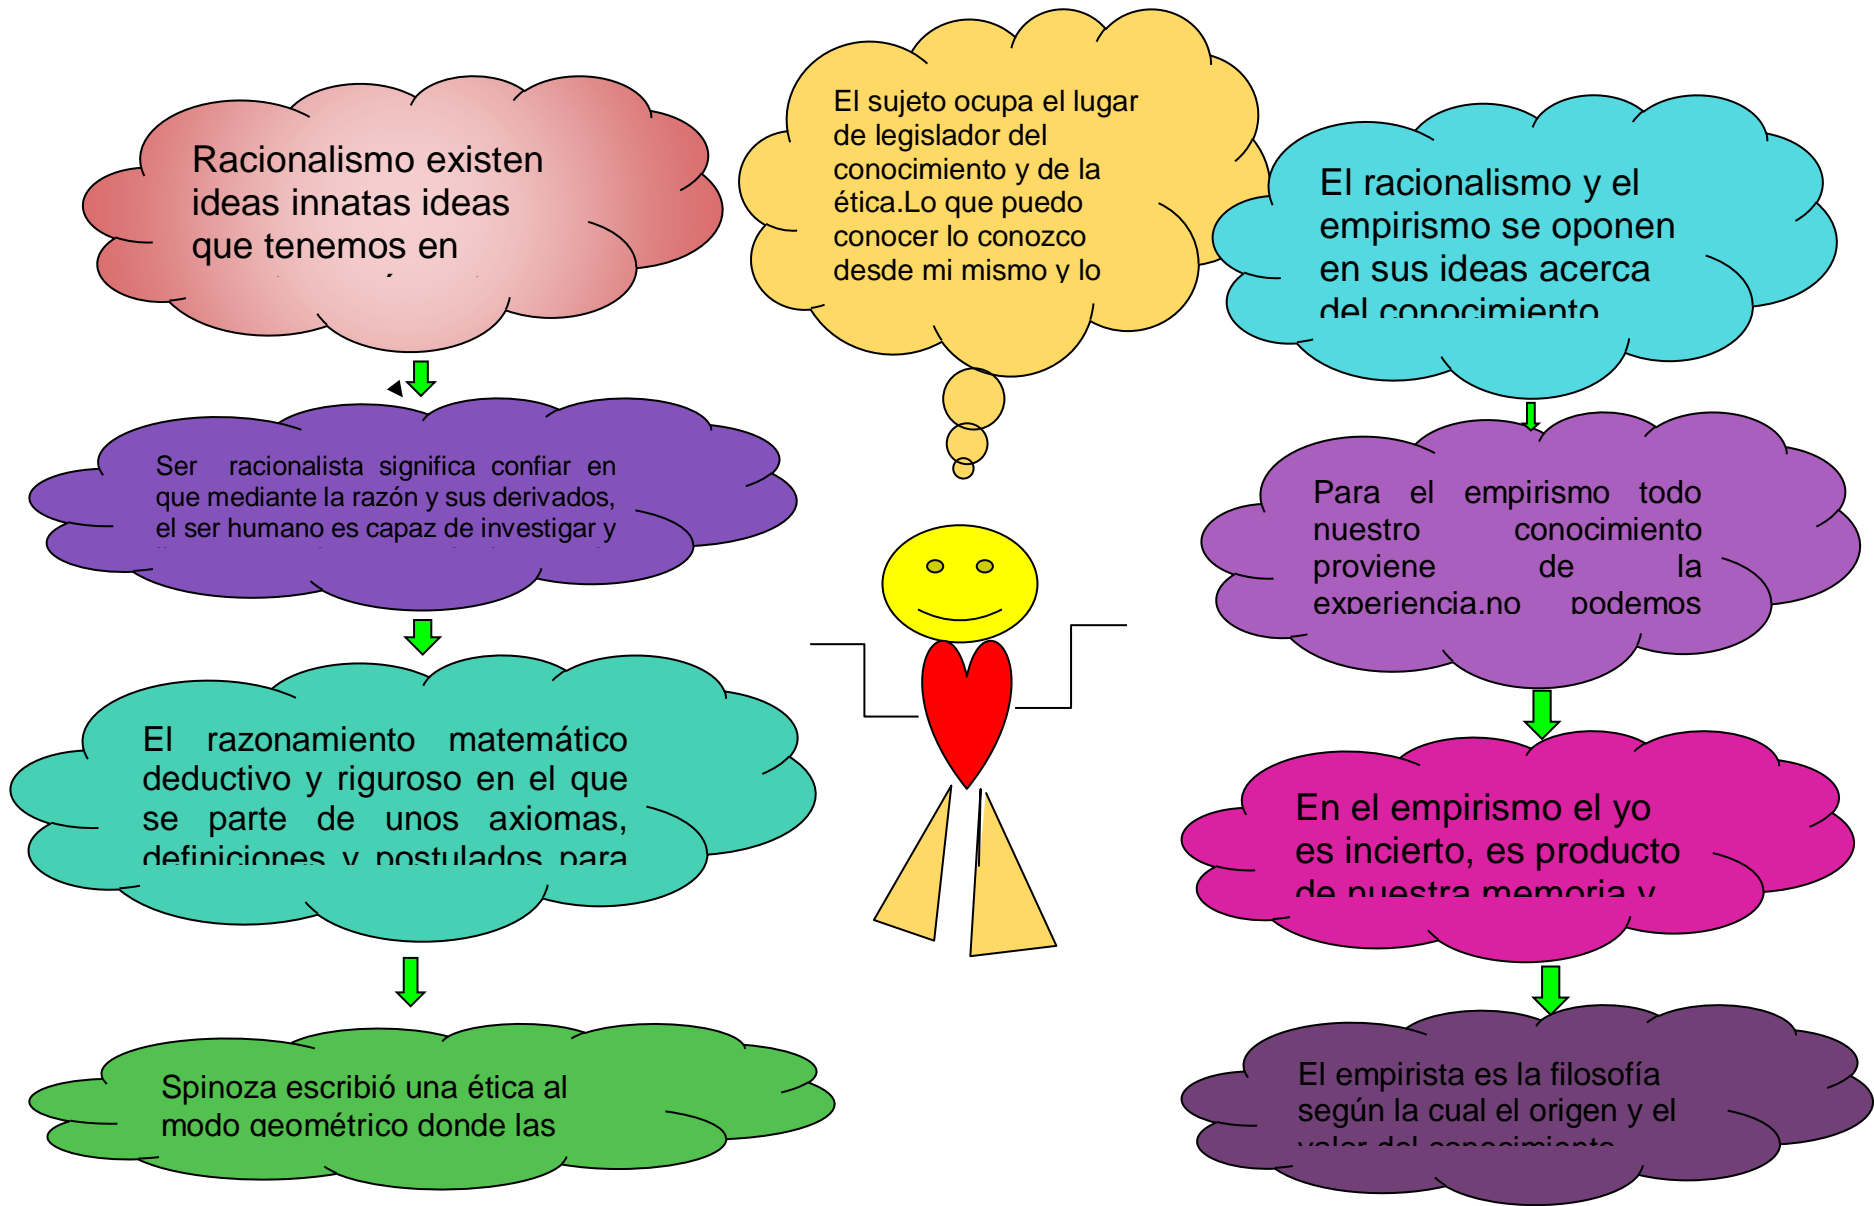 Racionalismo existen
ideas innatas ideas
que tenemos en
Ser racionalista significa confiar en
que mediante la razón y sus derivados,
el ser humano es capaz de investigar y
El razonamiento matemático
deductivo y riguroso en el que
se parte de unos axiomas,
definiciones y postulados para
Spinoza escribió una ética al
modo geométrico donde las
El sujeto ocupa el lugar
de legislador del
conocimiento y de la
ética.Lo que puedo
conocer lo conozco
desde mi mismo y lo
El racionalismo y el
empirismo se oponen
en sus ideas acerca
del conocimiento
Para el empirismo todo
nuestro conocimiento
proviene de la
experiencia.no podemos
En el empirismo el yo
es incierto, es producto
de nuestra memoria y
El empirista es la filosofía
según la cual el origen y el
valor del conocimiento